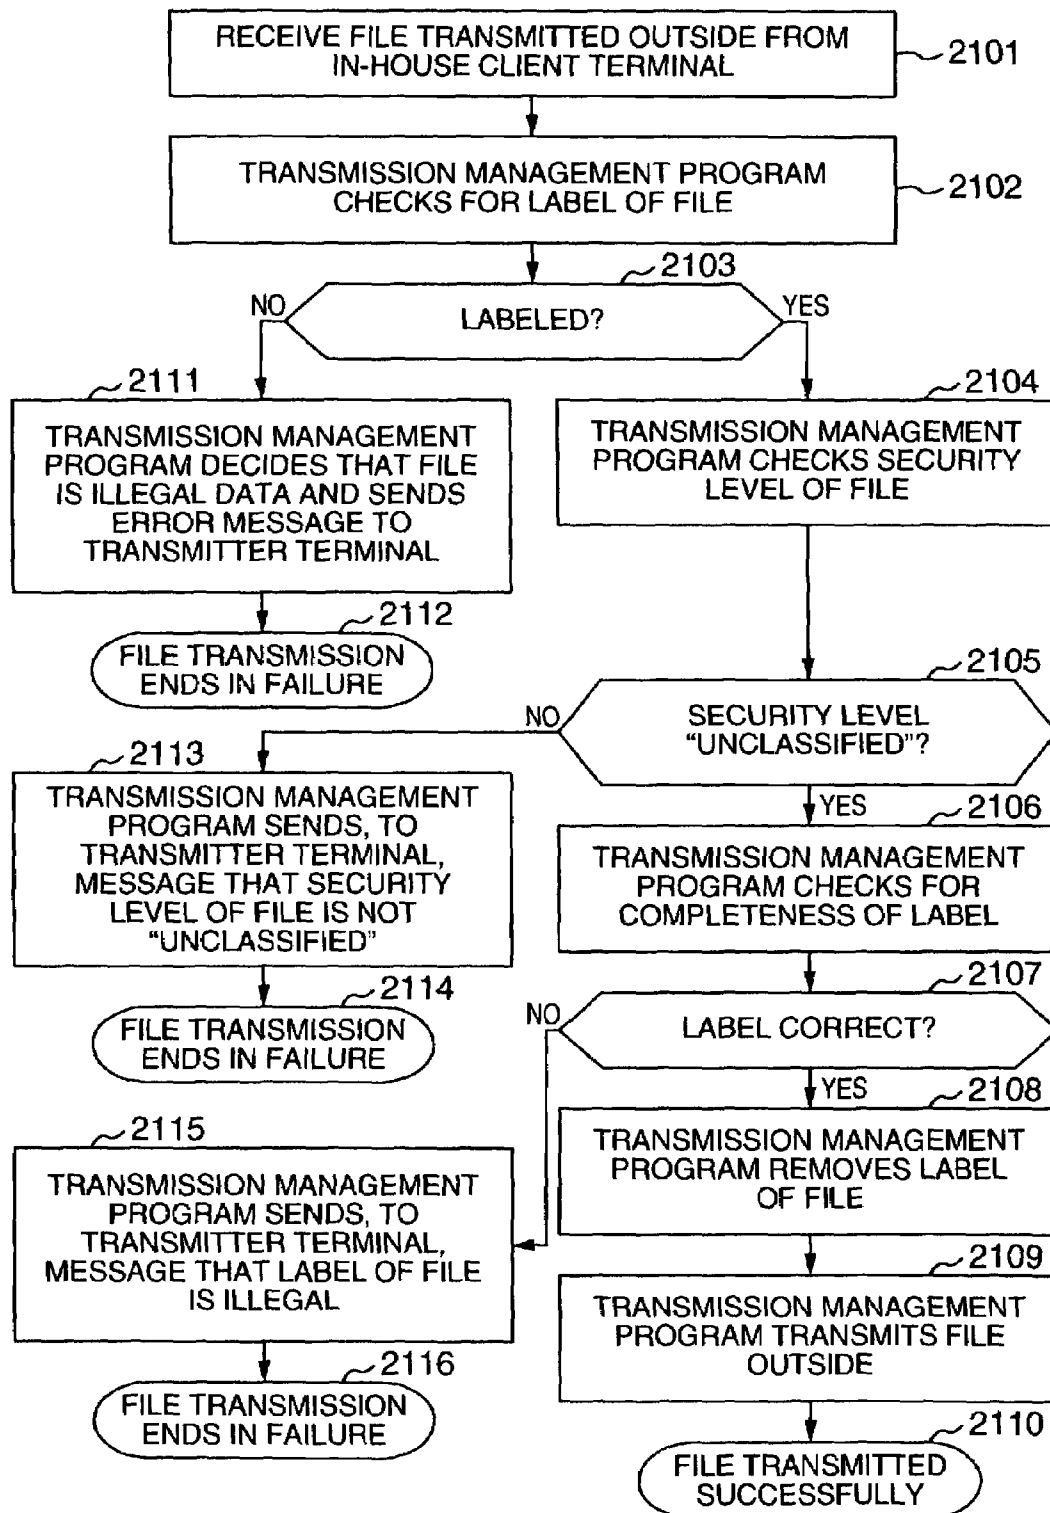 RECEIVE FILE TRANSMITTED OUTSIDE FROM
IN-HOUSE CLIENT TERMINAL
2101
TRANSMISSION MANAGEMENT PROGRAM
CHECKS FOR LABEL OF FILE
2102
2103
NO
LABELED?
YES
2111
TRANSMISSION MANAGEMENT
PROGRAM DECIDES THAT FILE
IS ILLEGAL DATA AND SENDS
ERROR MESSAGE TO
TRANSMITTER TERMINAL
2104
TRANSMISSION MANAGEMENT
PROGRAM CHECKS SECURITY
LEVEL OF FILE
2112
FILE TRANSMISSION
ENDS IN FAILURE
2105
NO
SECURITY LEVEL
“UNCLASSIFIED”?
YES
2113
TRANSMISSION MANAGEMENT
PROGRAM SENDS, TO
TRANSMITTER TERMINAL,
MESSAGE THAT SECURITY
LEVEL OF FILE IS NOT
“UNCLASSIFIED”
2106
TRANSMISSION MANAGEMENT
PROGRAM CHECKS FOR
COMPLETENESS OF LABEL
2114
FILE TRANSMISSION
ENDS IN FAILURE
2107
NO
LABEL CORRECT?
YES
2108
TRANSMISSION MANAGEMENT
PROGRAM REMOVES LABEL
OF FILE
2115
TRANSMISSION MANAGEMENT
PROGRAM SENDS, TO
TRANSMITTER TERMINAL,
MESSAGE THAT LABEL OF FILE
IS ILLEGAL
2109
TRANSMISSION MANAGEMENT
PROGRAM TRANSMITS FILE
OUTSIDE
2116
FILE TRANSMISSION
ENDS IN FAILURE
2110
FILE TRANSMITTED
SUCCESSFULLY